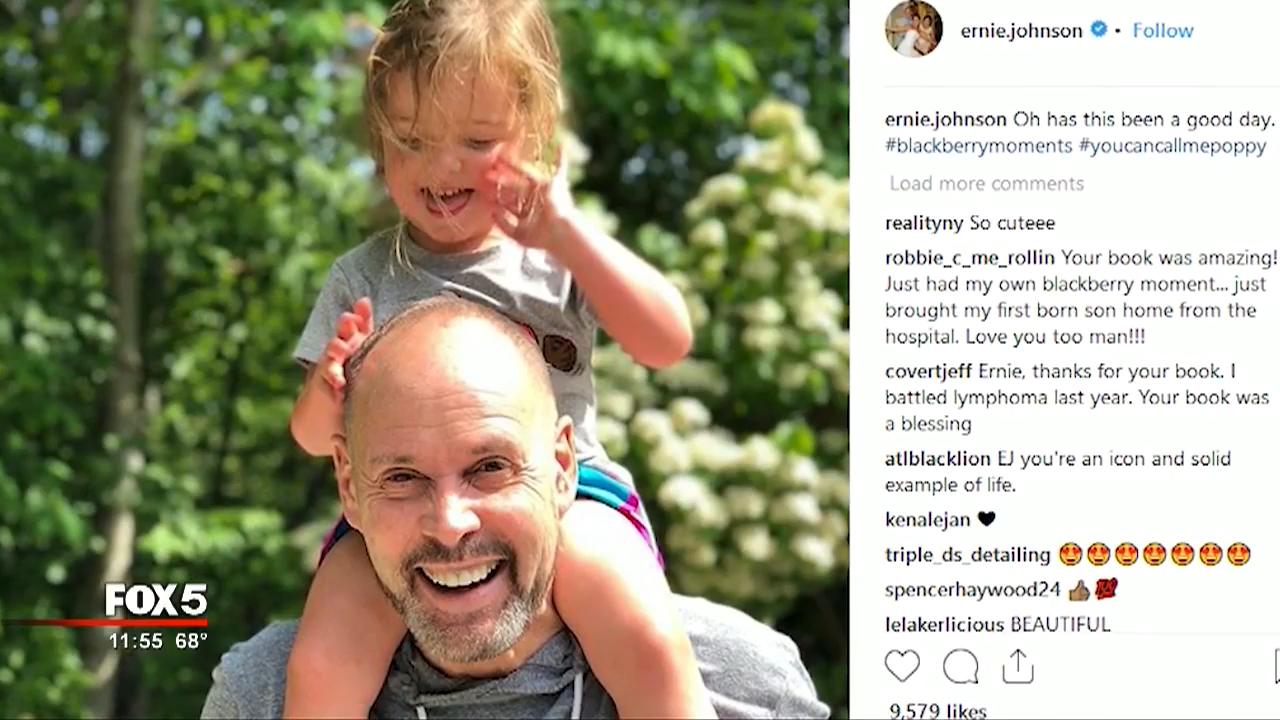 ernie.johnson • Follow
ernie.johnson Oh has this been a good day.
#blackberrymoments #youcancallmepoppy
Load more comments
realityny So cuteee
robbie_c_me_rollin Your book was amazing!
Just had my own blackberry moment... just
brought my first born son home from the
hospital. Love you too man!!!
covertjeff Ernie, thanks for your book. I
battled lymphoma last year. Your book was
a blessing
atlblacklion EJ you're an icon and solid
example of life.
kenalejan 🖤
triple_ds_detailing 😍😍😍😍😍😍😍
spencerhaywood24 👍🏾💯
lelakerlicious BEAUTIFUL
9,579 likes
FOX 5
11:55 68°